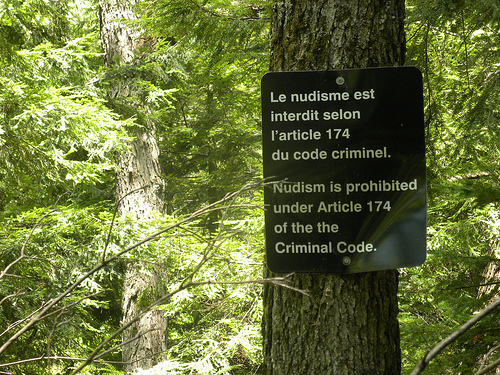 Le nudisme est
interdit selon
l'article 174
du code criminel.
Nudism is prohibited
under Article 174
of the the
Criminal Code.